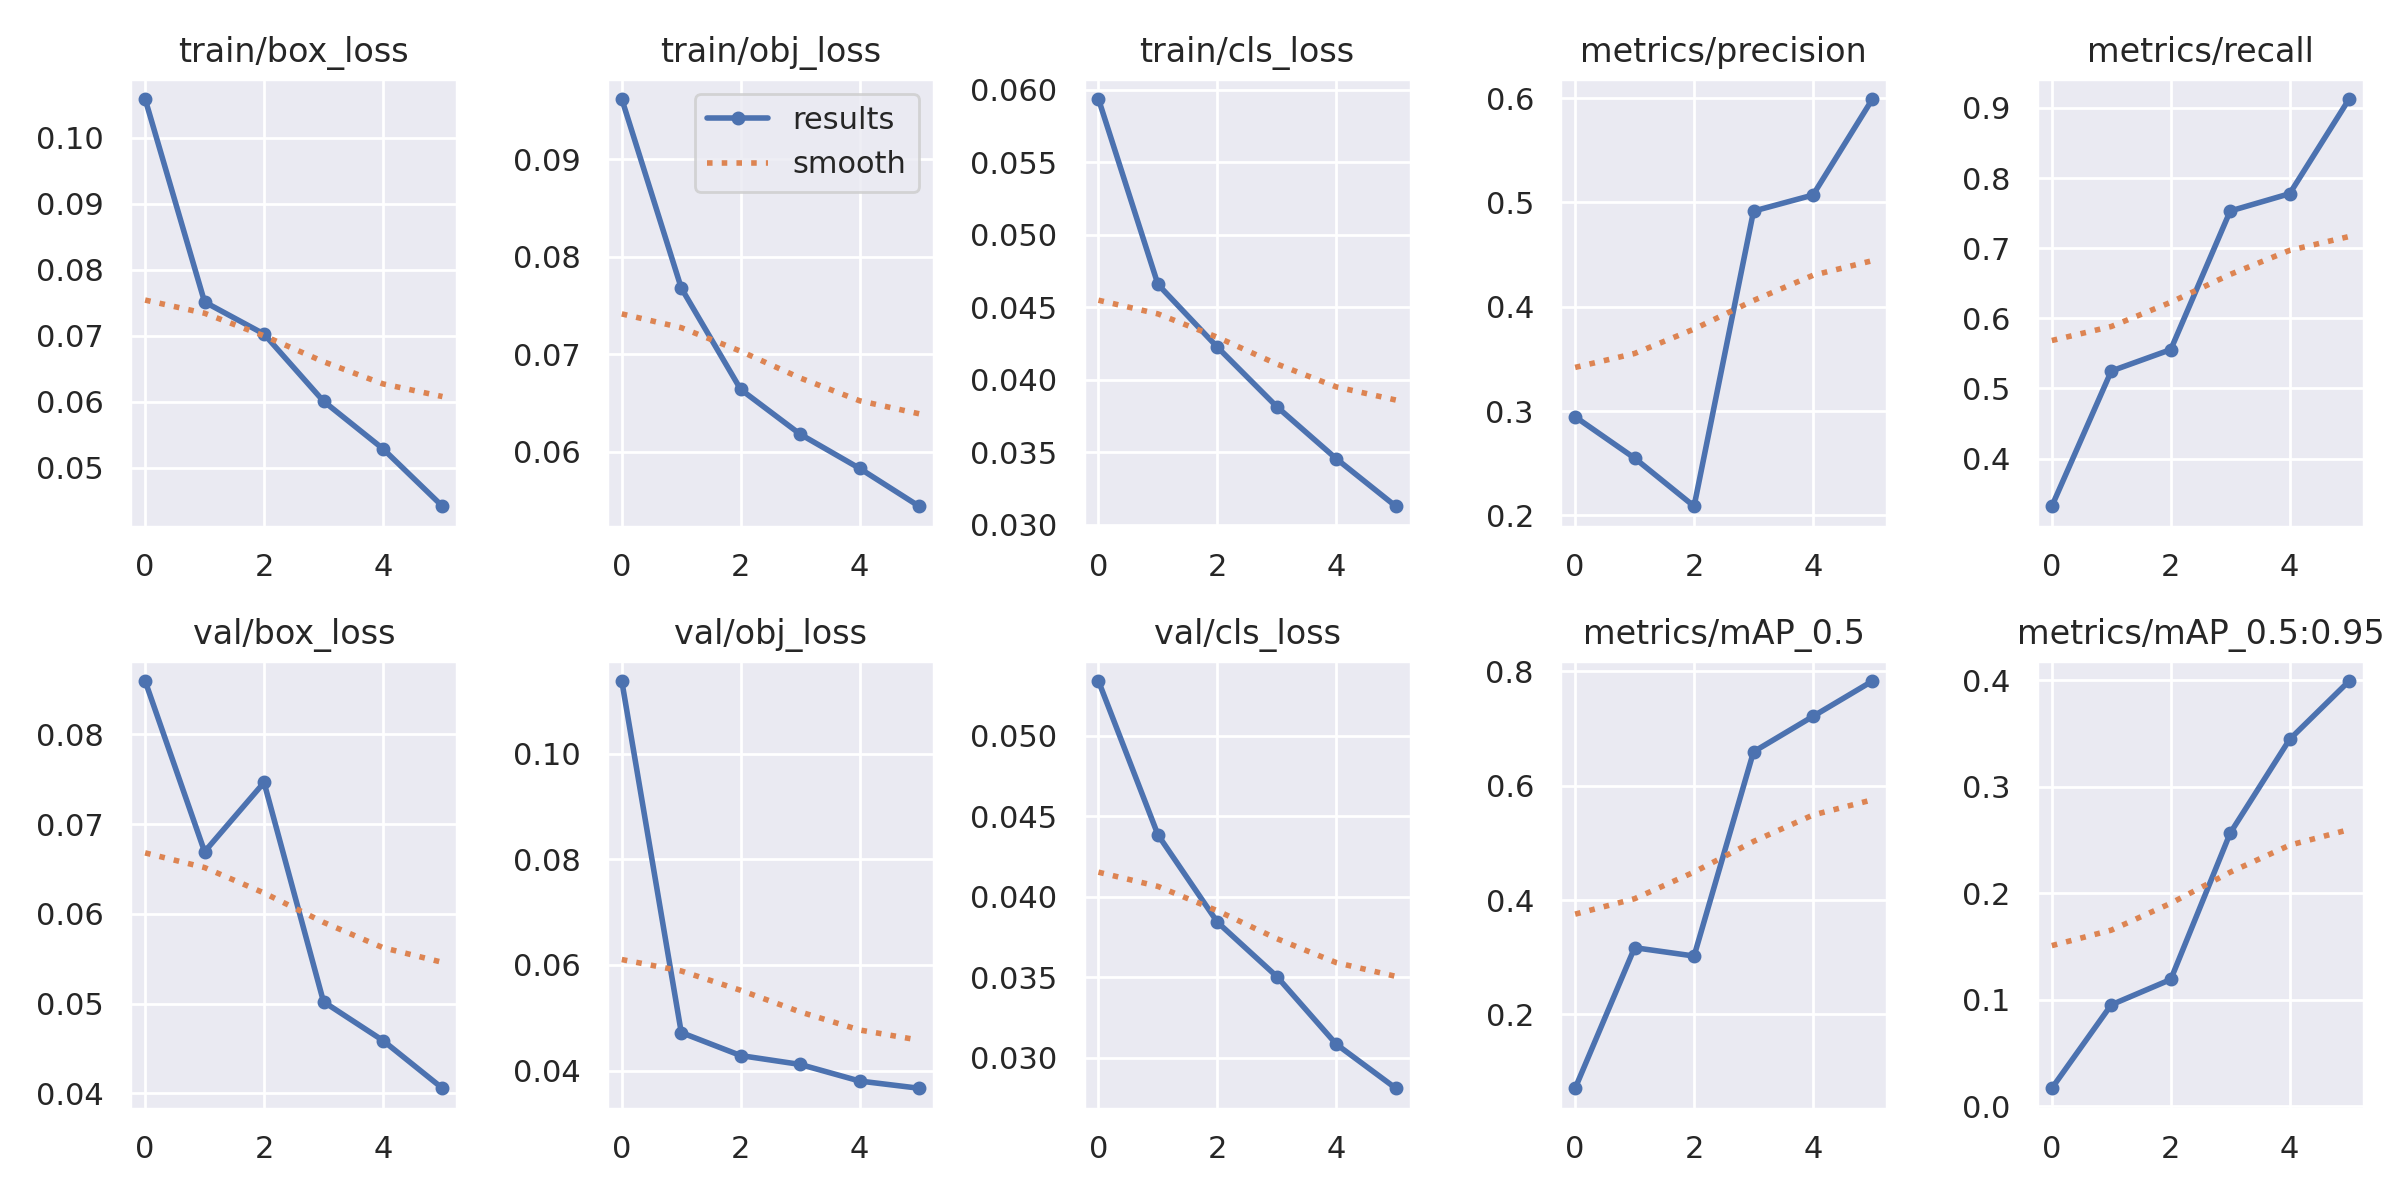 train/box_loss
0.10
0.09
0.08
0.07
0.06
0.05
0 2 4
train/obj_loss
results
smooth
0.09
0.08
0.07
0.06
0 2 4
train/cls_loss
0.060
0.055
0.050
0.045
0.040
0.035
0.030
0 2 4
metrics/precision
0.6
0.5
0.4
0.3
0.2
0 2 4
metrics/recall
0.9
0.8
0.7
0.6
0.5
0.4
0 2 4
val/box_loss
0.08
0.07
0.06
0.05
0.04
0 2 4
val/obj_loss
0.10
0.08
0.06
0.04
0 2 4
val/cls_loss
0.050
0.045
0.040
0.035
0.030
0 2 4
metrics/mAP_0.5
0.8
0.6
0.4
0.2
0 2 4
metrics/mAP_0.5:0.95
0.4
0.3
0.2
0.1
0.0
0 2 4